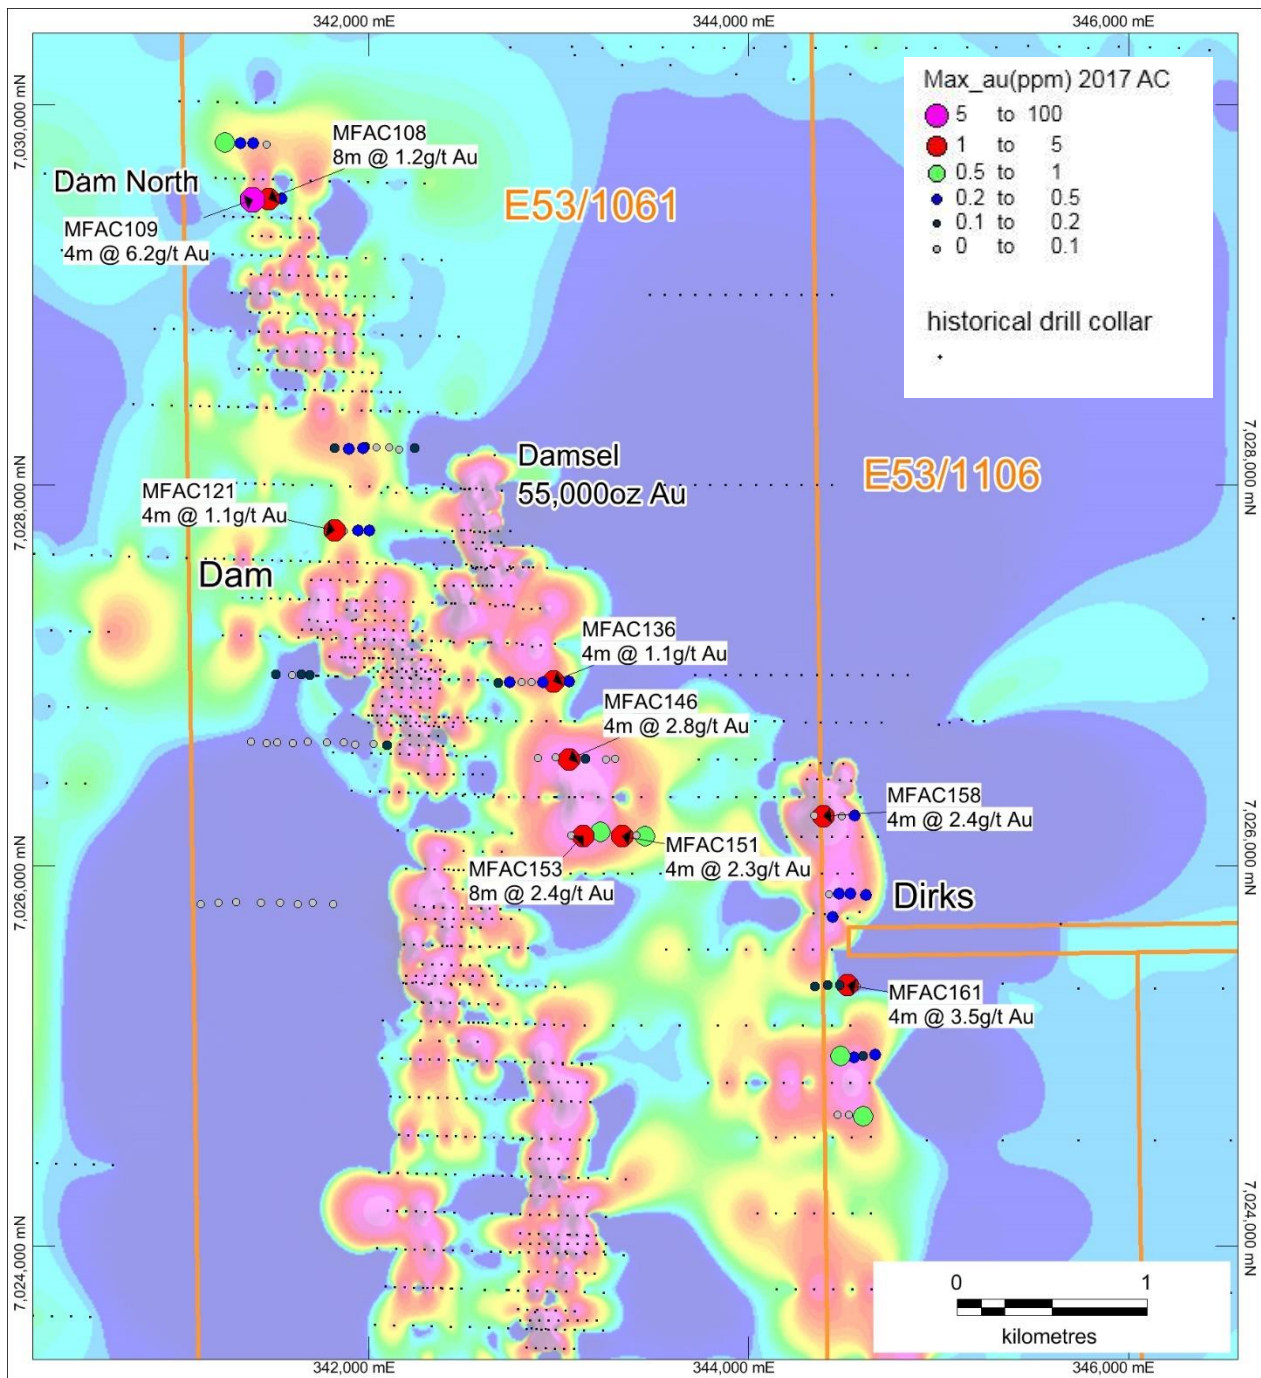 342,000 mE
344,000 mE
346,000 mE
7,030,000 mN
Max_au(ppm) 2017 AC
5 to 100
1 to 5
0.5 to 1
0.2 to 0.5
0.1 to 0.2
0 to 0.1
historical drill collar
MFAC108
8m @ 1.2g/t Au
Dam North
E53/1061
MFAC109
4m @ 6.2g/t Au
Damsel
55,000oz Au
E53/1106
7,028,000 mN
7,028,000 mN
MFAC121
4m @ 1.1g/t Au
Dam
MFAC136
4m @ 1.1g/t Au
MFAC146
4m @ 2.8g/t Au
MFAC158
4m @ 2.4g/t Au
MFAC151
4m @ 2.3g/t Au
MFAC153
8m @ 2.4g/t Au
7,026,000 mN
7,026,000 mN
Dirks
MFAC161
4m @ 3.5g/t Au
7,024,000 mN
7,024,000 mN
0 1
kilometres
342,000 mE
344,000 mE
346,000 mE